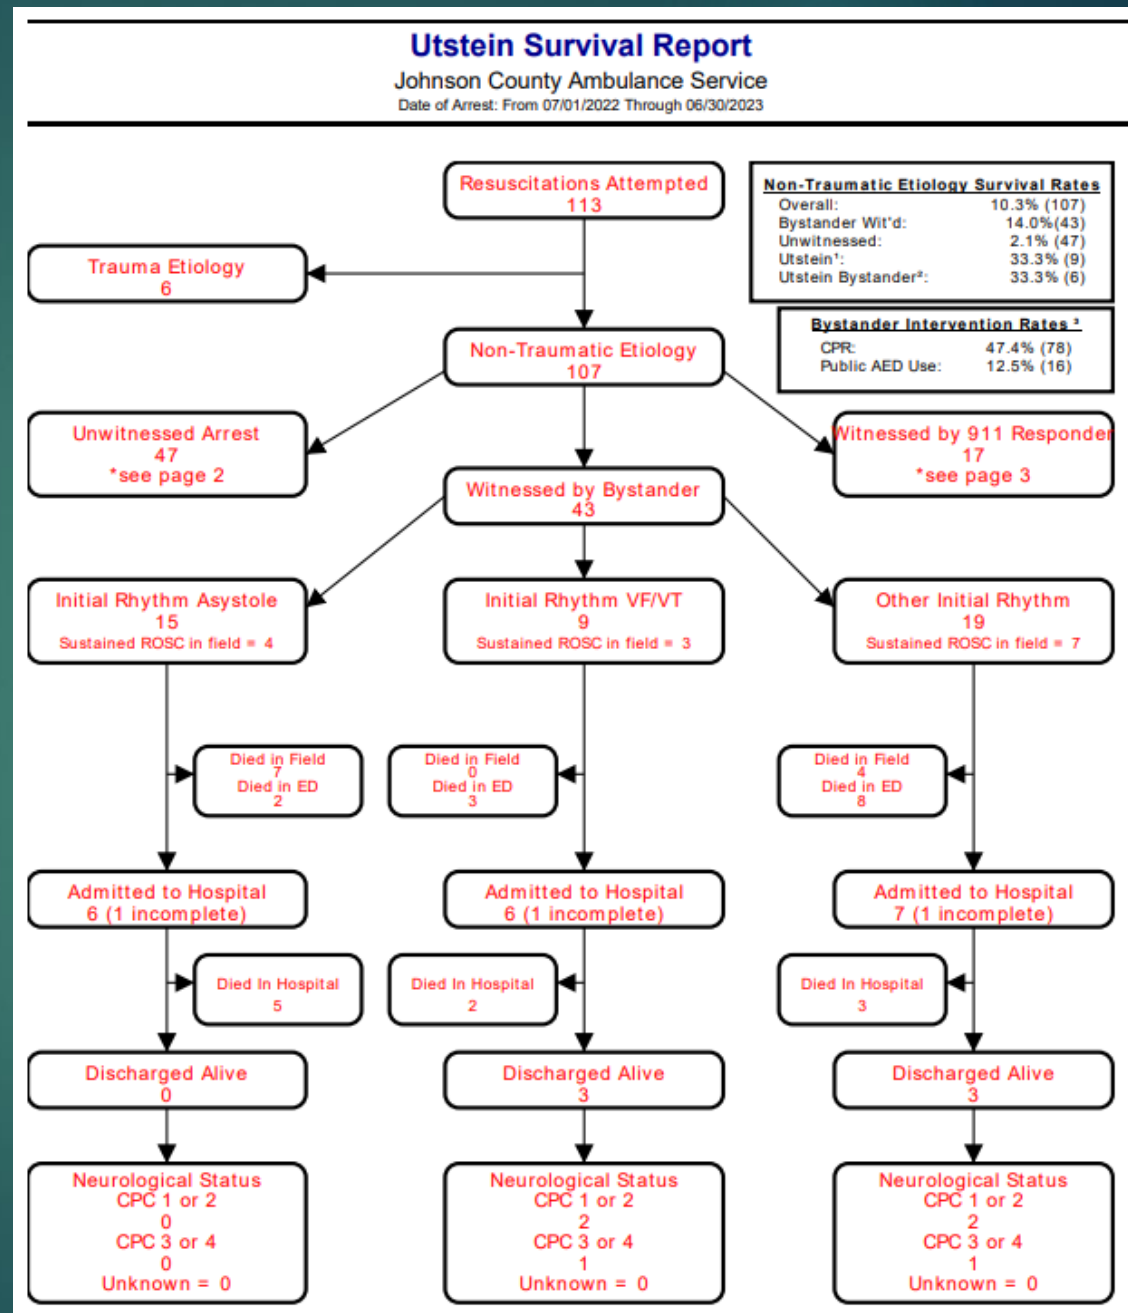 Utstein Survival Report
Johnson County Ambulance Service
Date of Arrest: From 07/01/2022 Through 06/30/2023
Resuscitations Attempted
113
Non-Traumatic Etiology Survival Rates
Overall: 10.3% (107)
Bystander Wit'd: 14.0%(43)
Unwitnessed: 2.1% (47)
Utstein¹: 33.3% (9)
Utstein Bystander²: 33.3% (6)
Trauma Etiology
6
Bystander Intervention Rates ³
CPR: 47.4% (78)
Public AED Use: 12.5% (16)
Non-Traumatic Etiology
107
Unwitnessed Arrest
47
*see page 2
Witnessed by 911 Responder
17
*see page 3
Witnessed by Bystander
43
Initial Rhythm Asystole
15
Sustained ROSC in field = 4
Initial Rhythm VF/VT
9
Sustained ROSC in field = 3
Other Initial Rhythm
19
Sustained ROSC in field = 7
Died in Field
7
Died in ED
2
Died in Field
0
Died in ED
3
Died in Field
4
Died in ED
8
Admitted to Hospital
6 (1 incomplete)
Admitted to Hospital
6 (1 incomplete)
Admitted to Hospital
7 (1 incomplete)
Died In Hospital
5
Died In Hospital
2
Died In Hospital
3
Discharged Alive
0
Discharged Alive
3
Discharged Alive
3
Neurological Status
CPC 1 or 2
0
CPC 3 or 4
0
Unknown = 0
Neurological Status
CPC 1 or 2
2
CPC 3 or 4
1
Unknown = 0
Neurological Status
CPC 1 or 2
2
CPC 3 or 4
1
Unknown = 0